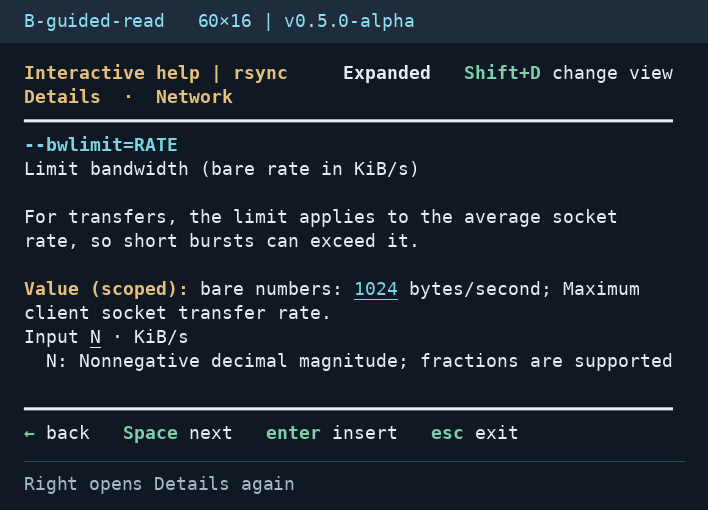 B-guided-read 60×16 | v0.5.0-alpha
Interactive help | rsync Expanded Shift+D change view
Details · Network
--bwlimit=RATE
Limit bandwidth (bare rate in KiB/s)
For transfers, the limit applies to the average socket
rate, so short bursts can exceed it.
Value (scoped): bare numbers: 1024 bytes/second; Maximum
client socket transfer rate.
Input N · KiB/s
N: Nonnegative decimal magnitude; fractions are supported
← back Space next enter insert esc exit
Right opens Details again